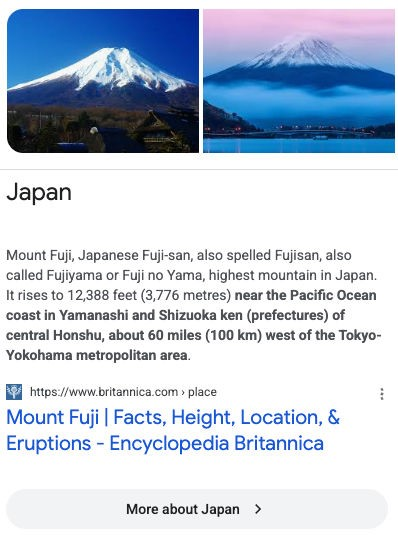 Japan
Mount Fuji, Japanese Fuji-san, also spelled Fujisan, also
called Fujiyama or Fuji no Yama, highest mountain in Japan.
It rises to 12,388 feet (3,776 metres) near the Pacific Ocean
coast in Yamanashi and Shizuoka ken (prefectures) of
central Honshu, about 60 miles (100 km) west of the Tokyo-
Yokohama metropolitan area.
https://www.britannica.com › place
Mount Fuji | Facts, Height, Location, &
Eruptions - Encyclopedia Britannica
More about Japan